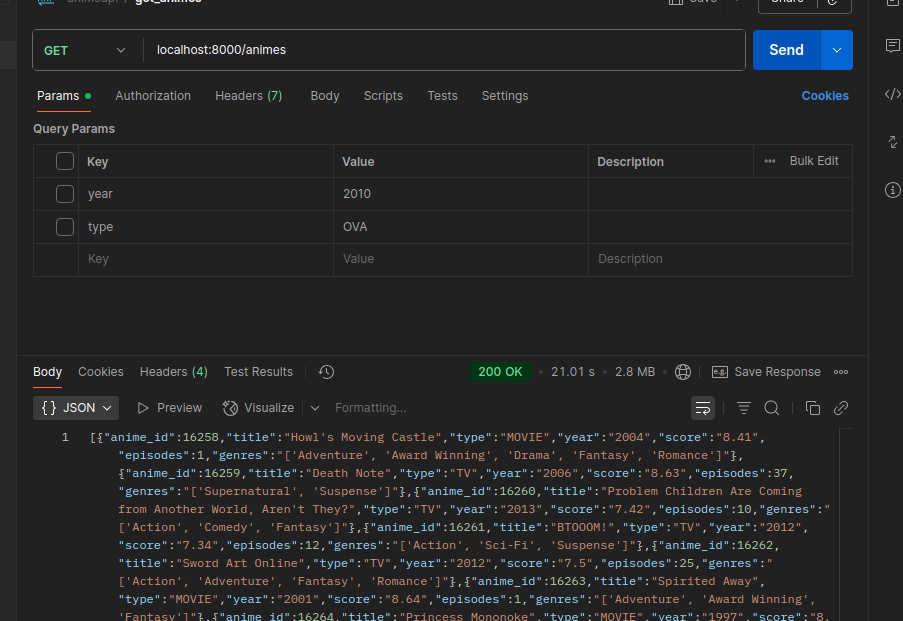 get_animes
Save
Share
GET
localhost:8000/animes
Send
Params
Authorization
Headers (7)
Body
Scripts
Tests
Settings
Cookies
Query Params
Key
Value
Description
Bulk Edit
year
2010
type
OVA
Key
Value
Description
Body
Cookies
Headers (4)
Test Results
200 OK
21.01 s
2.8 MB
e.g.
Save Response
{} JSON
Preview
Visualize
Formatting...
1
[{"anime_id":16258,"title":"Howl's Moving Castle","type":"MOVIE","year":"2004","score":"8.41",
"episodes":1,"genres":"['Adventure', 'Award Winning', 'Drama', 'Fantasy', 'Romance']"},
{"anime_id":16259,"title":"Death Note","type":"TV","year":"2006","score":"8.63","episodes":37,
"genres":"['Supernatural', 'Suspense']"},{"anime_id":16260,"title":"Problem Children Are Coming
from Another World, Aren't They?","type":"TV","year":"2013","score":"7.42","episodes":10,"genres":"
['Action', 'Comedy', 'Fantasy']"},{"anime_id":16261,"title":"BTOOOM!","type":"TV","year":"2012",
"score":"7.34","episodes":12,"genres":"['Action', 'Sci-Fi', 'Suspense']"},{"anime_id":16262,
"title":"Sword Art Online","type":"TV","year":"2012","score":"7.5","episodes":25,"genres":"
['Action', 'Adventure', 'Fantasy', 'Romance']"},{"anime_id":16263,"title":"Spirited Away",
"type":"MOVIE","year":"2001","score":"8.64","episodes":1,"genres":"['Adventure', 'Award Winning',
'Fantasy']"},{"anime_id":16264,"title":"Princess Mononoke","type":"MOVIE","year":"1997","score":"8.